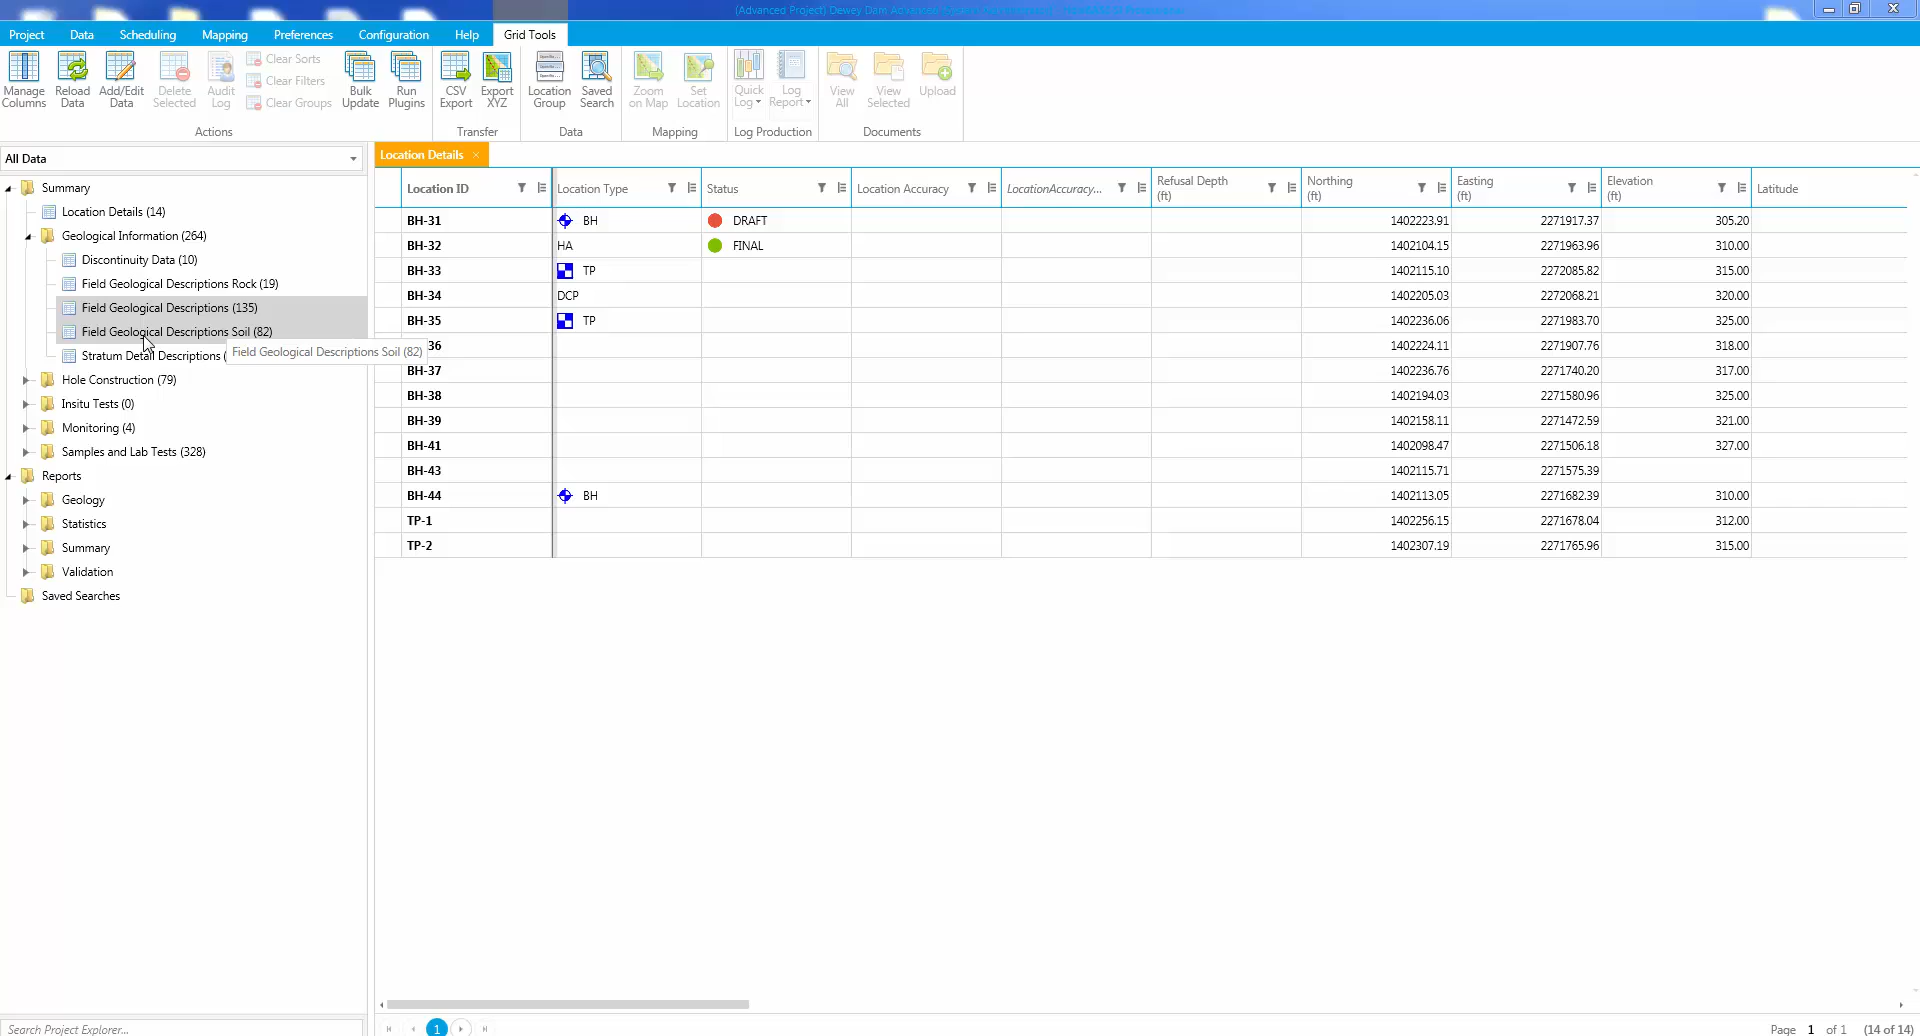 (Advanced Project) Dewey Dam Advanced
Project Data Scheduling Mapping Preferences Configuration Help Grid Tools
Manage Columns Reload Data Add/Edit Data Delete Selected Audit Log Clear Sorts Clear Filters Clear Groups Bulk Update Run Plugins CSV Export Export XYZ Location Group Saved Search Zoom on Map Set Location Quick Log Log Report View All View Selected Upload
Actions Transfer Data Mapping Log Production Documents
All Data
Summary
Location Details (14)
Geological Information (264)
Discontinuity Data (10)
Field Geological Descriptions Rock (19)
Field Geological Descriptions (135)
Field Geological Descriptions Soil (82)
Stratum Detail Descriptions (
Field Geological Descriptions Soil (82)
Hole Construction (79)
Insitu Tests (0)
Monitoring (4)
Samples and Lab Tests (328)
Reports
Geology
Statistics
Summary
Validation
Saved Searches
Search Project Explorer...
Location Details ×
Location ID Location Type Status Location Accuracy LocationAccuracy... Refusal Depth (ft) Northing (ft) Easting (ft) Elevation (ft) Latitude
BH-31 BH DRAFT 1402223.91 2271917.37 305.20
BH-32 HA FINAL 1402104.15 2271963.96 310.00
BH-33 TP 1402115.10 2272085.82 315.00
BH-34 DCP 1402205.03 2272068.21 320.00
BH-35 TP 1402236.06 2271983.70 325.00
36 1402224.11 2271907.76 318.00
BH-37 1402236.76 2271740.20 317.00
BH-38 1402194.03 2271580.96 325.00
BH-39 1402158.11 2271472.59 321.00
BH-41 1402098.47 2271506.18 327.00
BH-43 1402115.71 2271575.39
BH-44 BH 1402113.05 2271682.39 310.00
TP-1 1402256.15 2271678.04 312.00
TP-2 1402307.19 2271765.96 315.00
1
Page 1 of 1 (14 of 14)